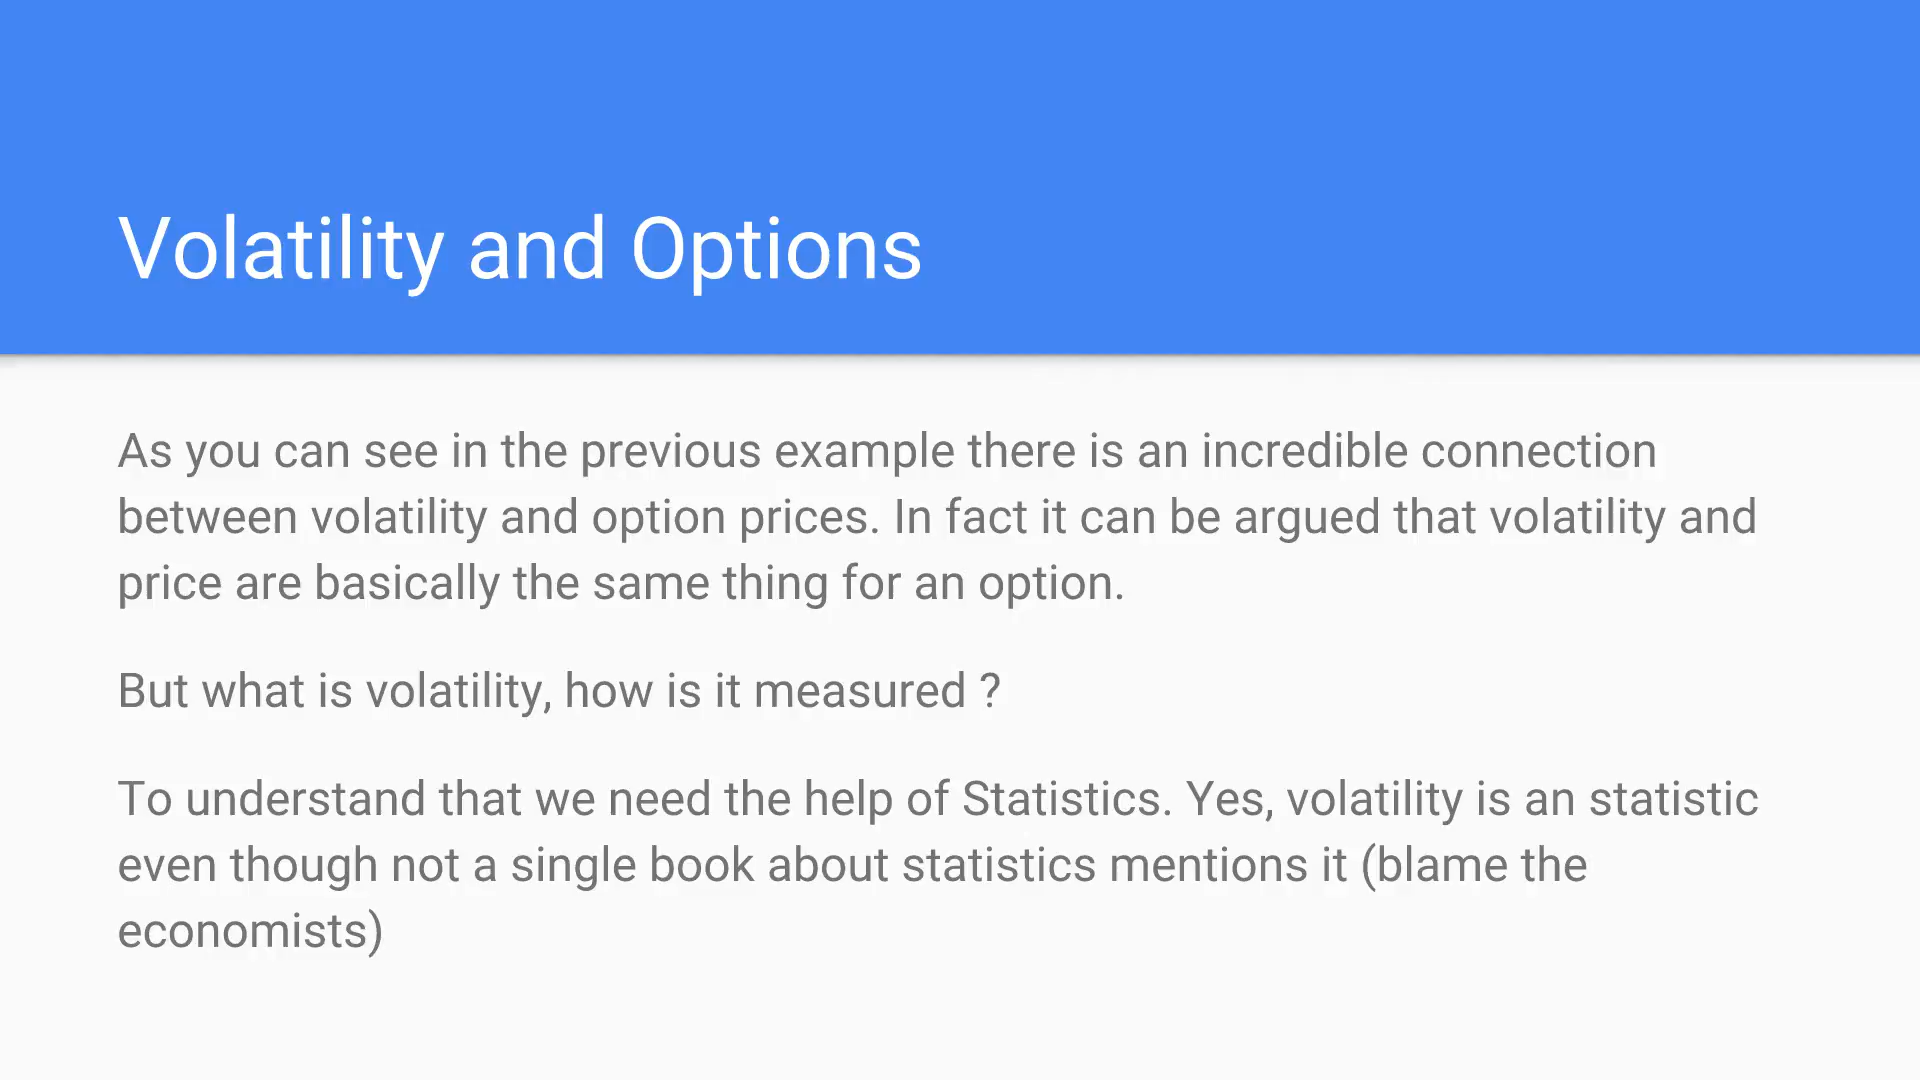 Volatility and Options
As you can see in the previous example there is an incredible connection
between volatility and option prices. In fact it can be argued that volatility and
price are basically the same thing for an option.
But what is volatility, how is it measured ?
To understand that we need the help of Statistics. Yes, volatility is an statistic
even though not a single book about statistics mentions it (blame the
economists)